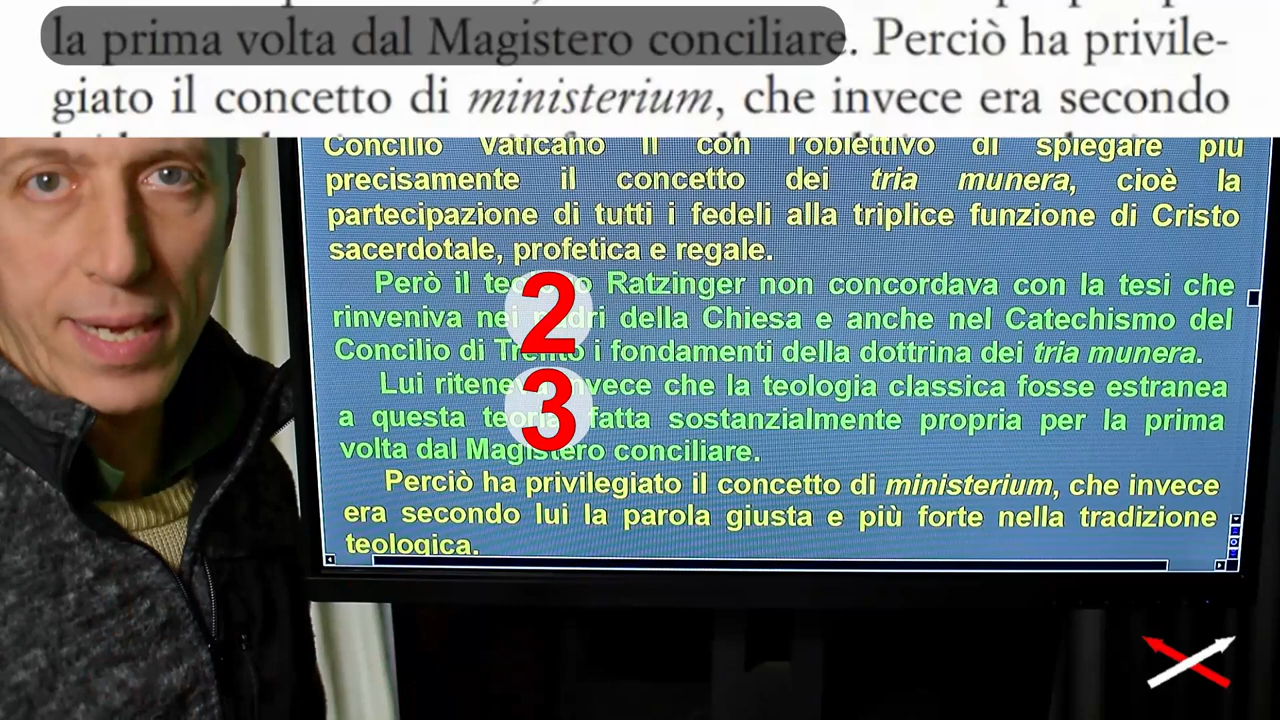 la prima volta dal Magistero conciliare. Perciò ha privile-
giato il concetto di ministerium, che invece era secondo
Concilio Vaticano II con l'obiettivo di spiegare più
precisamente il concetto dei tria munera, cioè la
partecipazione di tutti i fedeli alla triplice funzione di Cristo
sacerdotale, profetica e regale.
Però il teologo Ratzinger non concordava con la tesi che
2
rinveniva nei padri della Chiesa e anche nel Catechismo del
Concilio di Trento i fondamenti della dottrina dei tria munera.
Lui riteneva invece che la teologia classica fosse estranea
3
a questa teoria fatta sostanzialmente propria per la prima
volta dal Magistero conciliare.
Perciò ha privilegiato il concetto di ministerium, che invece
era secondo lui la parola giusta e più forte nella tradizione
teologica.